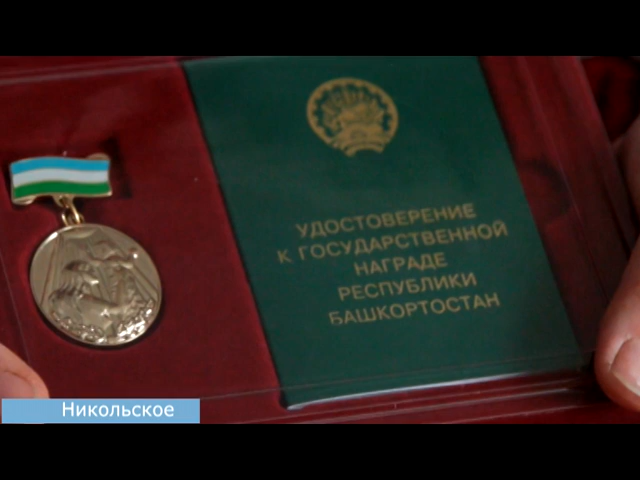 УДОСТОВЕРЕНИЕ
К ГОСУДАРСТВЕННОЙ
НАГРАДЕ
РЕСПУБЛИКИ
БАШКОРТОСТАН
Никольское